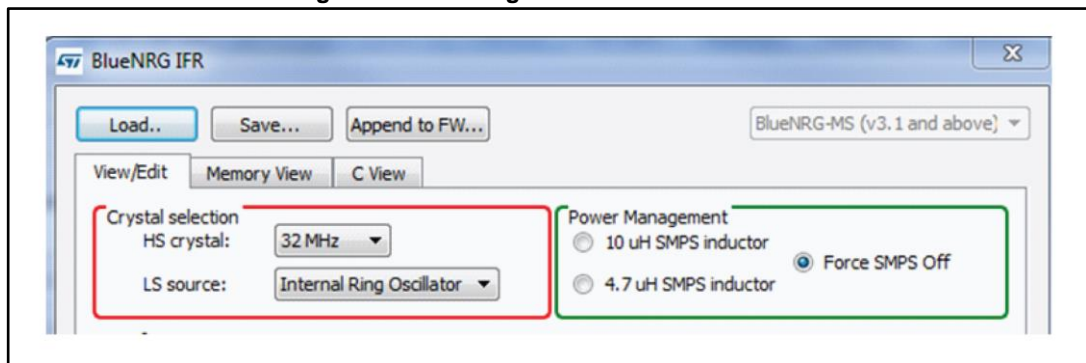 BlueNRG IFR
Load.. Save... Append to FW... BlueNRG-MS (v3.1 and above)
View/Edit Memory View C View
Crystal selection
HS crystal: 32 MHz
LS source: Internal Ring Oscillator
Power Management
10 uH SMPS inductor
Force SMPS Off
4.7 uH SMPS inductor